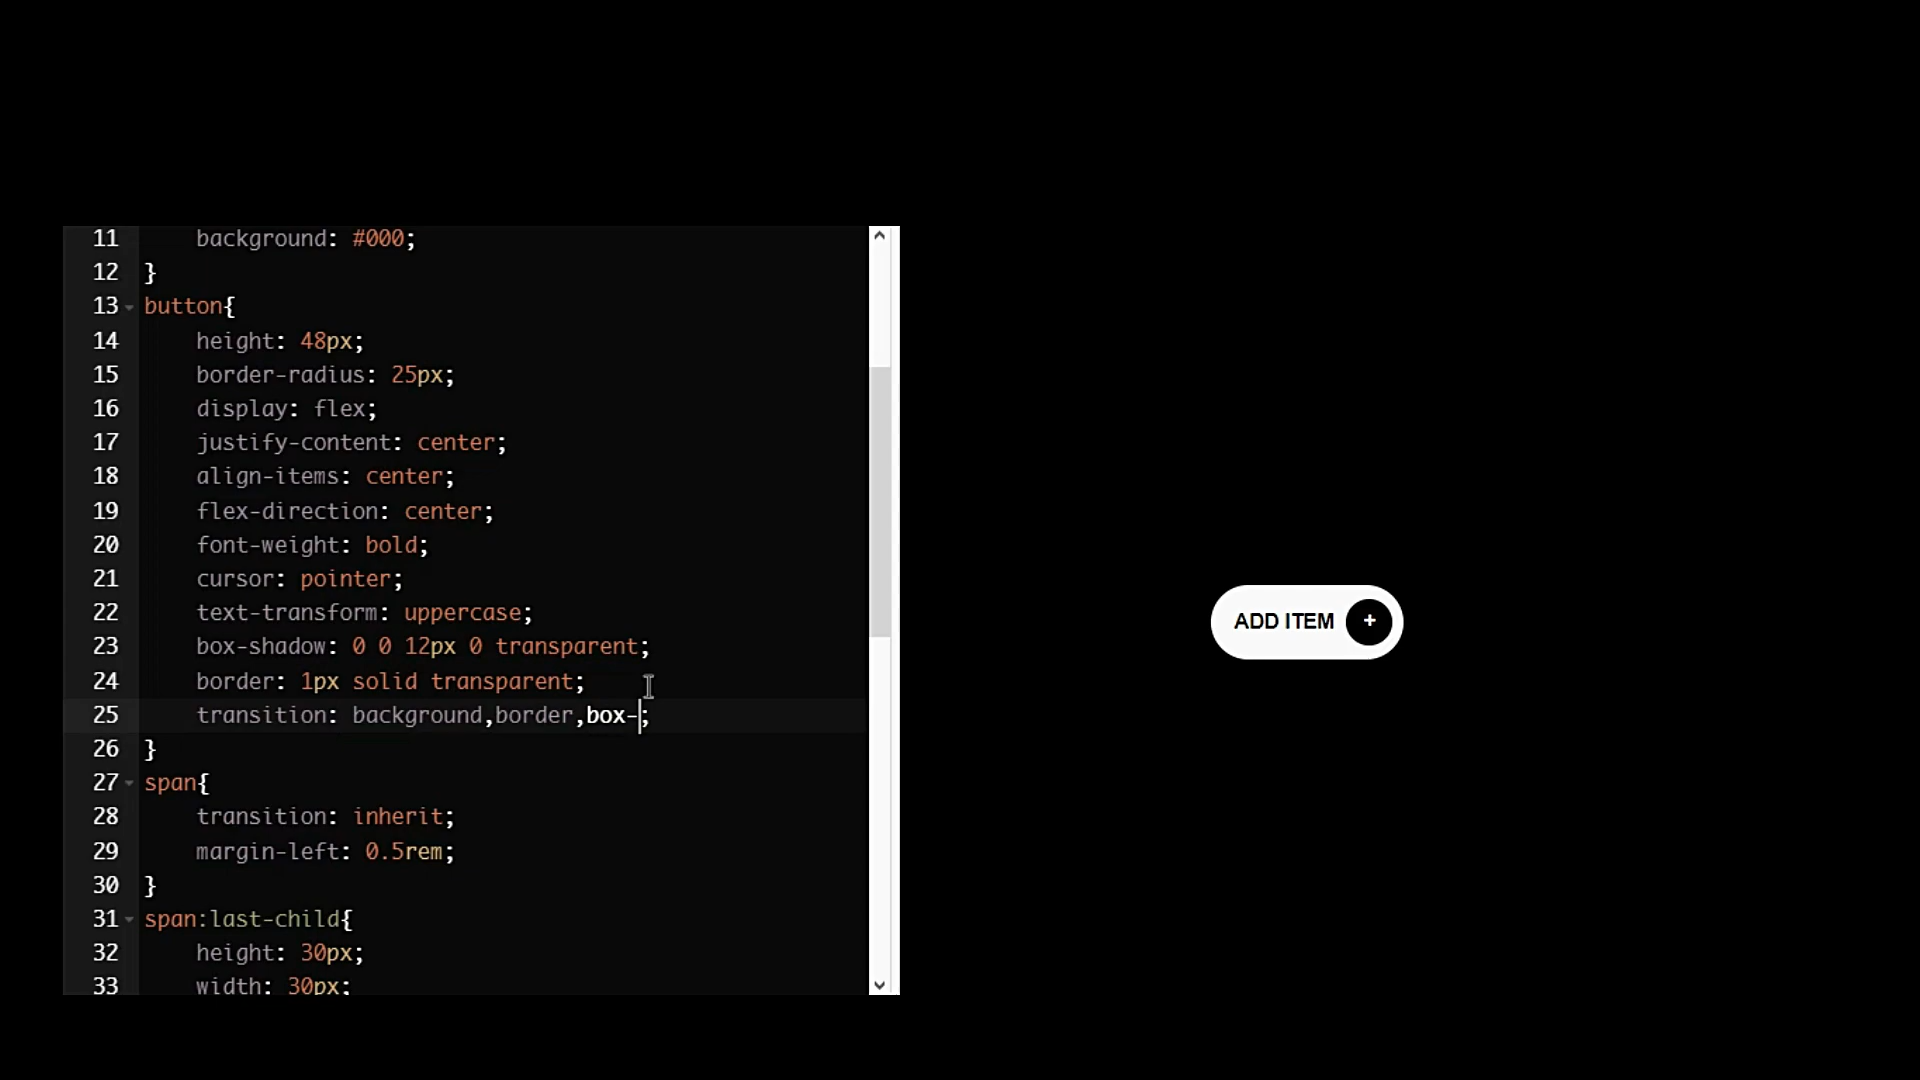 11 background: #000;
12 }
13 button{
14 height: 48px;
15 border-radius: 25px;
16 display: flex;
17 justify-content: center;
18 align-items: center;
19 flex-direction: center;
20 font-weight: bold;
21 cursor: pointer;
22 text-transform: uppercase;
23 box-shadow: 0 0 12px 0 transparent;
24 border: 1px solid transparent;
25 transition: background,border,box-;
26 }
27 span{
28 transition: inherit;
29 margin-left: 0.5rem;
30 }
31 span:last-child{
32 height: 30px;
33 width: 30px;
ADD ITEM +